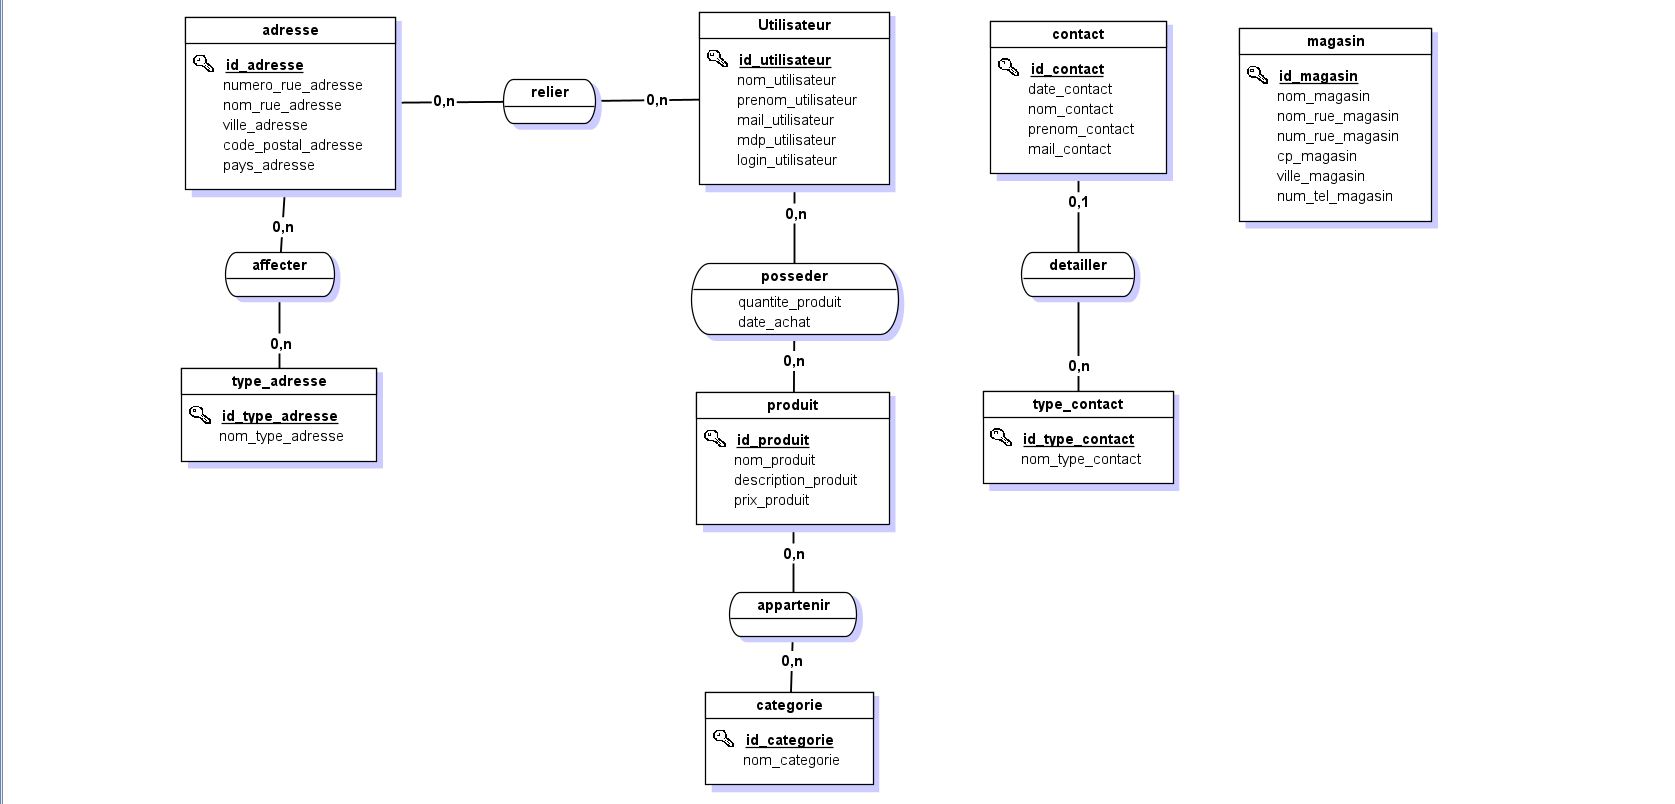 adresse
id_adresse
numero_rue_adresse
nom_rue_adresse
ville_adresse
code_postal_adresse
pays_adresse
0,n
relier
0,n
Utilisateur
id_utilisateur
nom_utilisateur
prenom_utilisateur
mail_utilisateur
mdp_utilisateur
login_utilisateur
contact
id_contact
date_contact
nom_contact
prenom_contact
mail_contact
magasin
id_magasin
nom_magasin
nom_rue_magasin
num_rue_magasin
cp_magasin
ville_magasin
num_tel_magasin
0,n
affecter
0,n
type_adresse
id_type_adresse
nom_type_adresse
0,n
posseder
quantite_produit
date_achat
0,n
produit
id_produit
nom_produit
description_produit
prix_produit
0,n
appartenir
0,n
categorie
id_categorie
nom_categorie
0,1
detailler
0,n
type_contact
id_type_contact
nom_type_contact